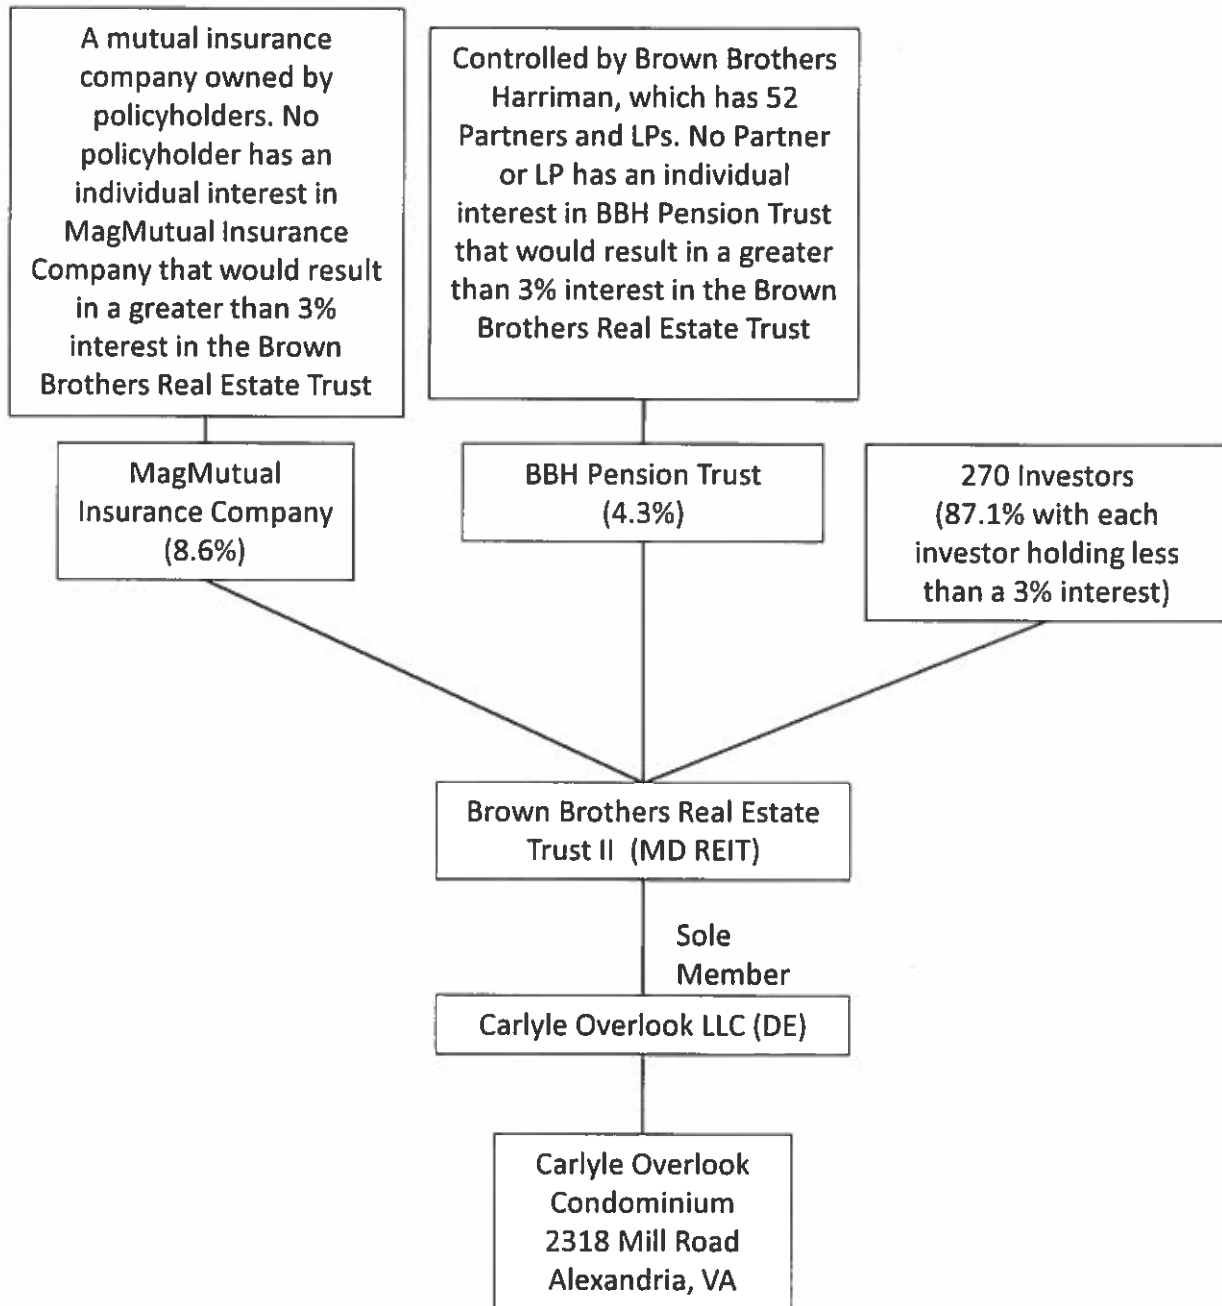 A mutual insurance
company owned by
policyholders. No
policyholder has an
individual interest in
MagMutual Insurance
Company that would result
in a greater than 3%
interest in the Brown
Brothers Real Estate Trust
Controlled by Brown Brothers
Harriman, which has 52
Partners and LPs. No Partner
or LP has an individual
interest in BBH Pension Trust
that would result in a greater
than 3% interest in the Brown
Brothers Real Estate Trust
MagMutual
Insurance Company
(8.6%)
BBH Pension Trust
(4.3%)
270 Investors
(87.1% with each
investor holding less
than a 3% interest)
Brown Brothers Real Estate
Trust II (MD REIT)
Sole
Member
Carlyle Overlook LLC (DE)
Carlyle Overlook
Condominium
2318 Mill Road
Alexandria, VA